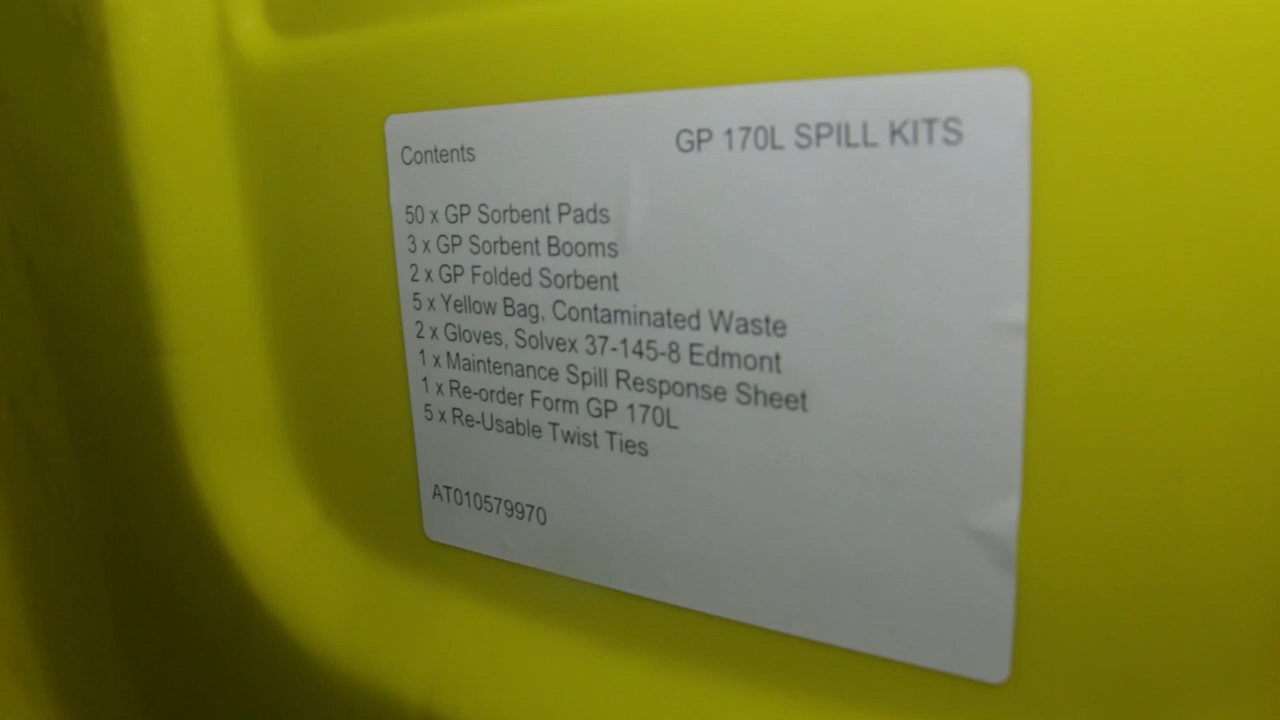 Contents
GP 170L SPILL KITS
50 x GP Sorbent Pads
3 x GP Sorbent Booms
2 x GP Folded Sorbent
5 x Yellow Bag, Contaminated Waste
2 x Gloves, Solvex 37-145-8 Edmont
1 x Maintenance Spill Response Sheet
1 x Re-order Form GP 170L
5 x Re-Usable Twist Ties
AT010579970